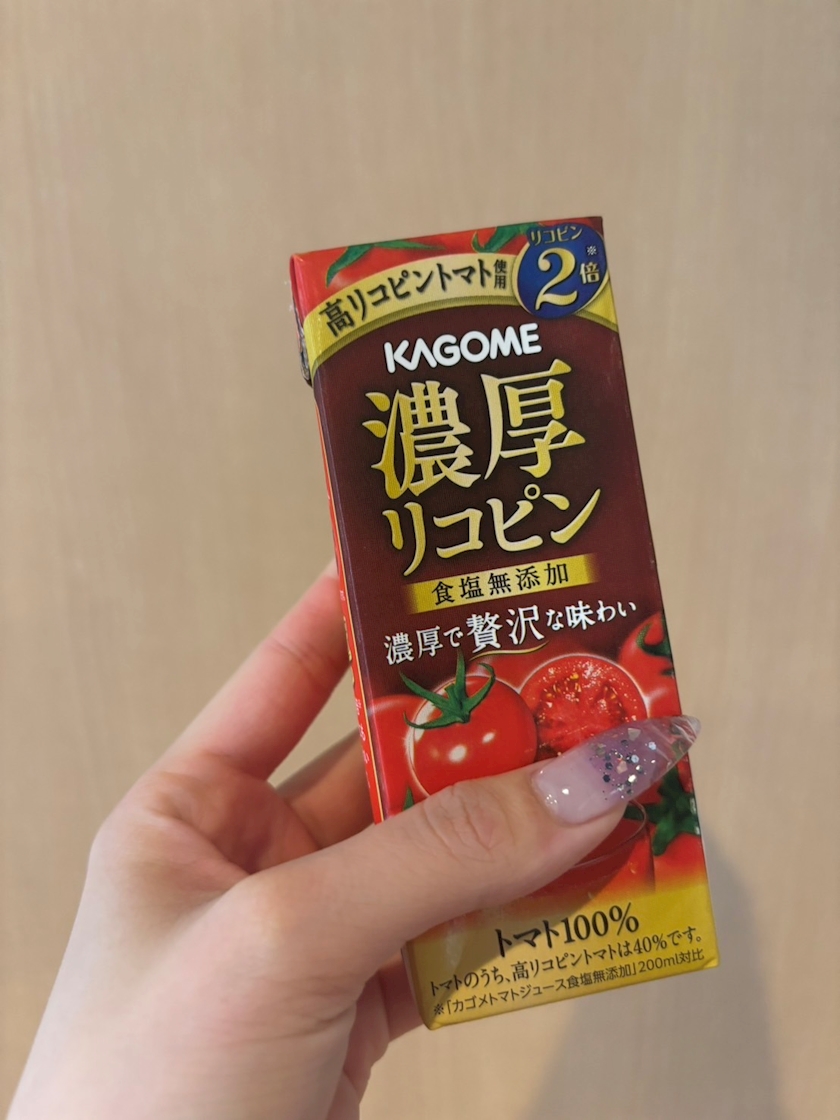 高リコピントマト使用
リコピン
2倍※
KAGOME
濃厚
リコピン
食塩無添加
濃厚で贅沢な味わい
トマト100%
トマトのうち、高リコピントマトは40%です。
※「カゴメトマトジュース食塩無添加」200ml対比